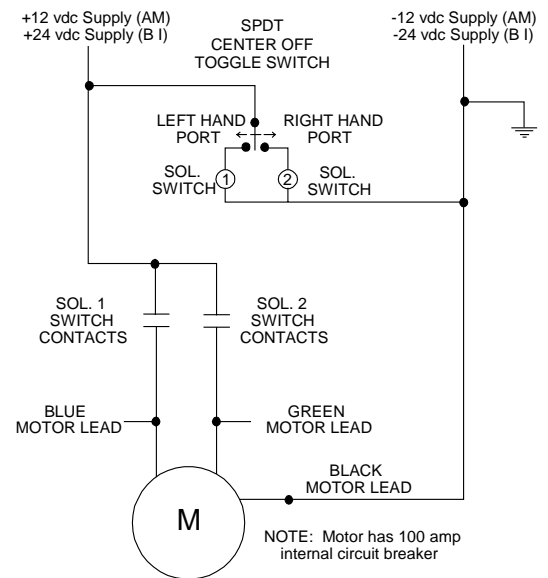 +12 vdc Supply (AM)
+24 vdc Supply (B I)
-12 vdc Supply (AM)
-24 vdc Supply (B I)
SPDT
CENTER OFF
TOGGLE SWITCH
LEFT HAND
PORT
RIGHT HAND
PORT
SOL.
SWITCH
1
2
SOL.
SWITCH
SOL. 1
SWITCH
CONTACTS
SOL. 2
SWITCH
CONTACTS
BLUE
MOTOR LEAD
GREEN
MOTOR LEAD
BLACK
MOTOR LEAD
M
NOTE: Motor has 100 amp
internal circuit breaker